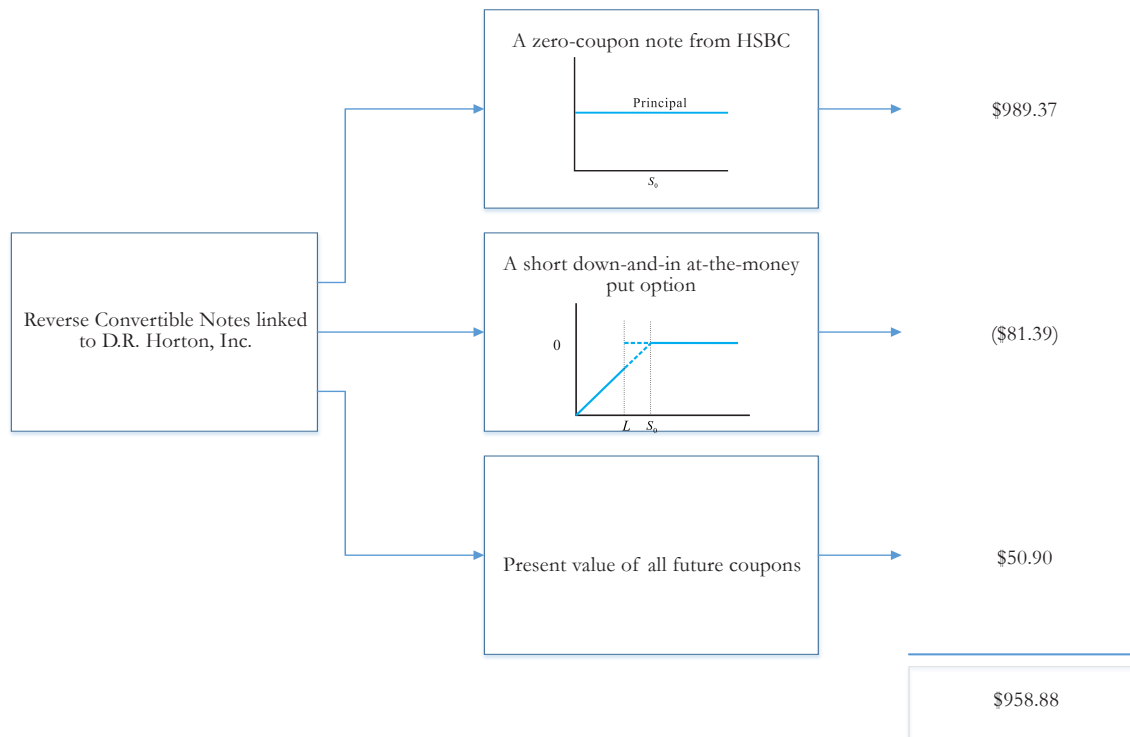 A zero-coupon note from HSBC
Principal
S₀
$989.37
Reverse Convertible Notes linked
to D.R. Horton, Inc.
A short down-and-in at-the-money
put option
0
L S₀
($81.39)
Present value of all future coupons
$50.90
$958.88